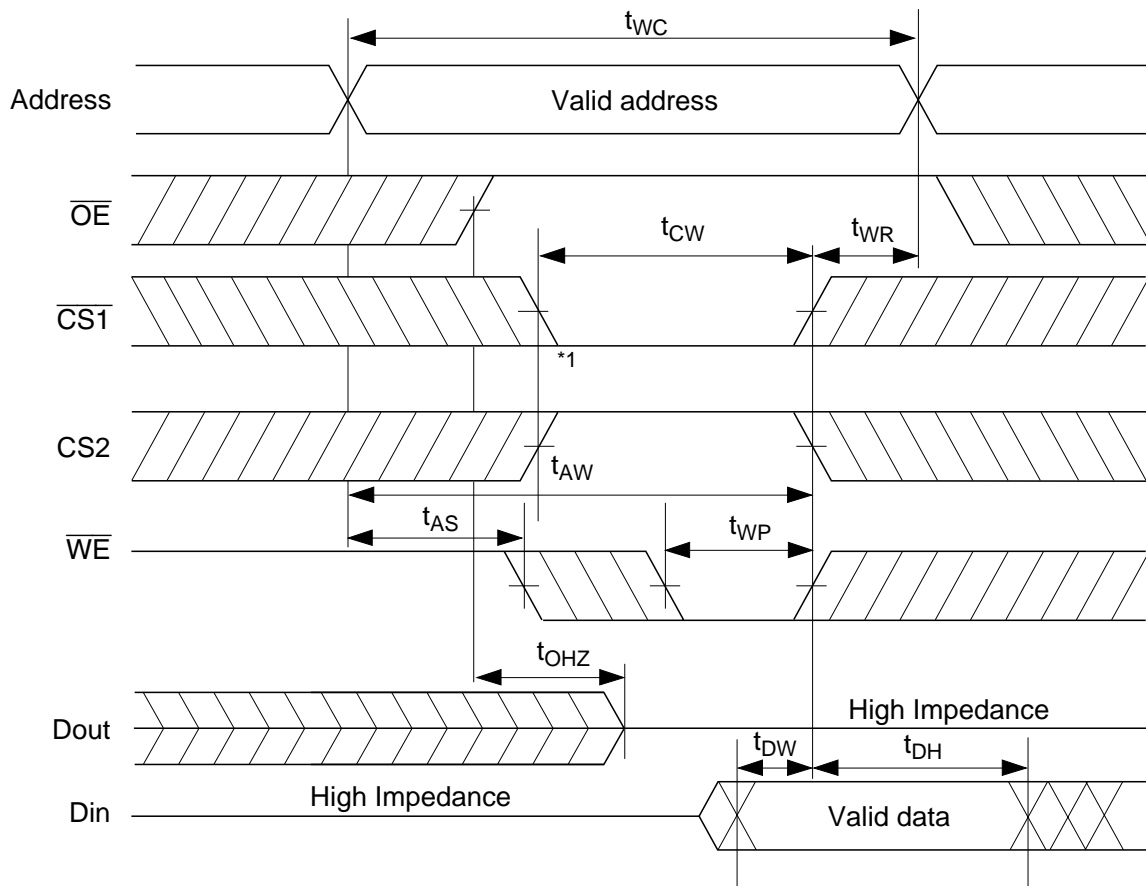 tWC
Address
Valid address
OE
tCW
tWR
CS1
*1
CS2
tAW
tAS
tWP
WE
tOHZ
Dout
High Impedance
tDW
tDH
Din
High Impedance
Valid data